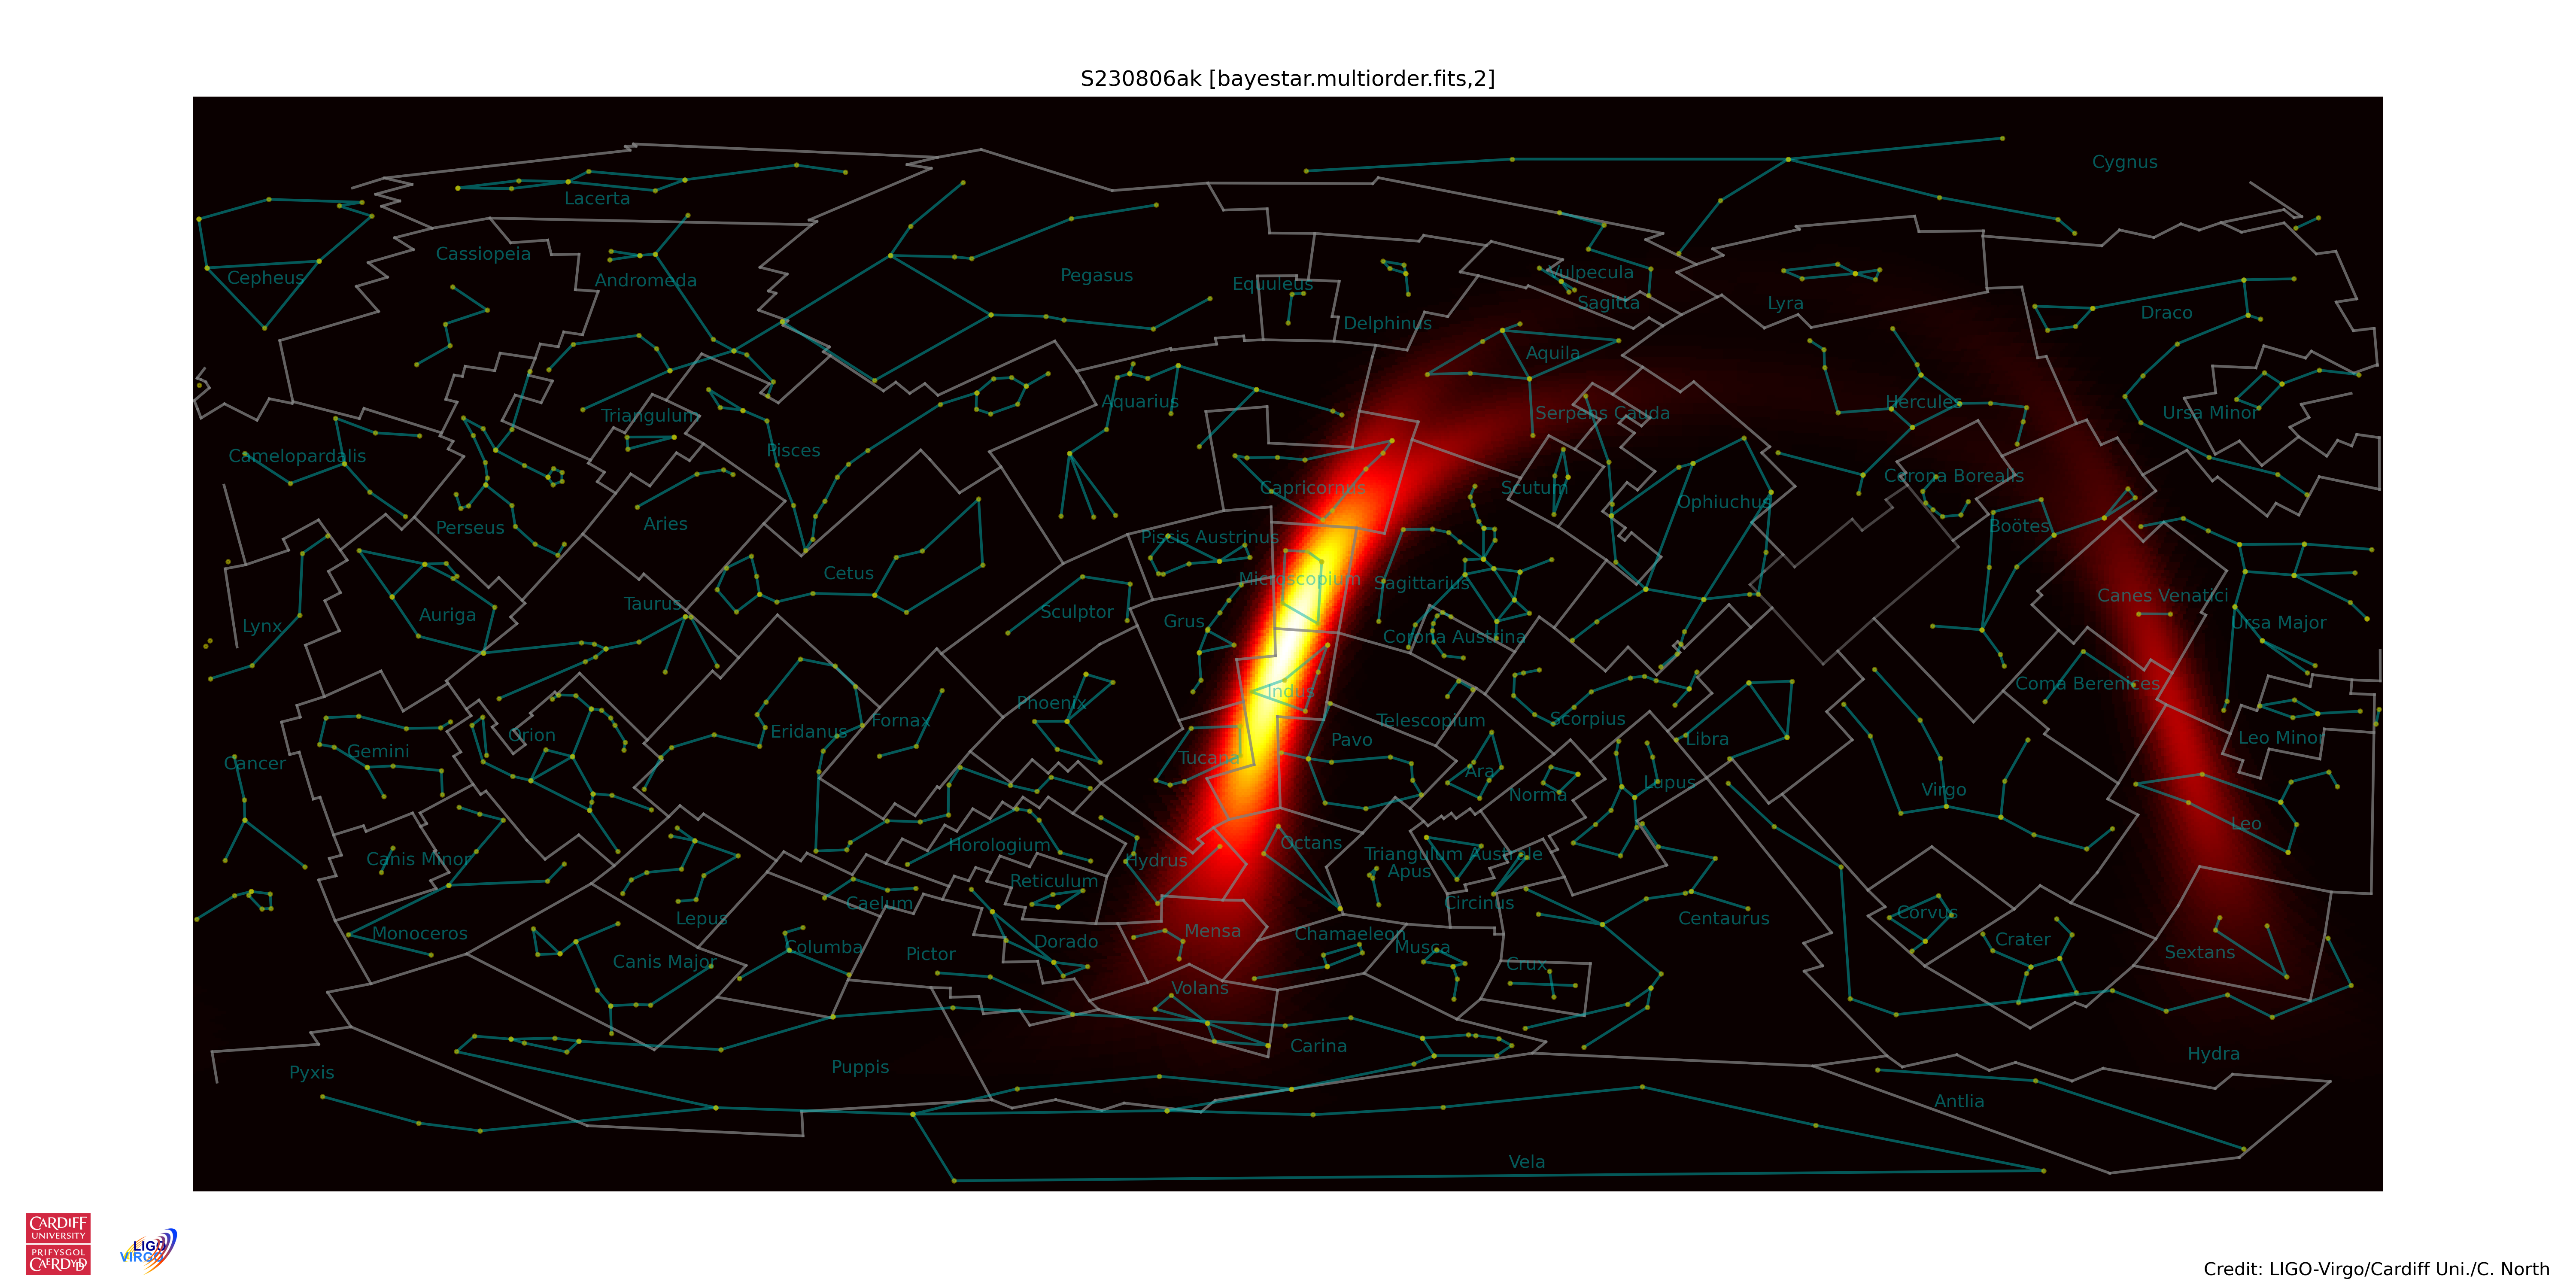 S230806ak [bayestar.multiorder.fits,2]
Cygnus
Lacerta
Cassiopeia
Cepheus
Andromeda
Pegasus
Equuleus
Vulpecula
Sagitta
Lyra
Draco
Delphinus
Aquila
Triangulum
Aquarius
Serpens Cauda
Hercules
Ursa Minor
Camelopardalis
Pisces
Capricornus
Scutum
Ophiuchus
Corona Borealis
Perseus
Aries
Piscis Austrinus
Boötes
Cetus
Microscopium
Sagittarius
Canes Venatici
Lynx
Auriga
Taurus
Sculptor
Grus
Corona Austrina
Ursa Major
Coma Berenices
Indus
Phoenix
Fornax
Eridanus
Orion
Gemini
Cancer
Tucana
Pavo
Telescopium
Scorpius
Libra
Leo Minor
Ara
Norma
Lupus
Virgo
Leo
Canis Minor
Horologium
Hydrus
Octans
Triangulum Australe
Apus
Reticulum
Caelum
Circinus
Lepus
Centaurus
Corvus
Monoceros
Columba
Pictor
Dorado
Mensa
Chamaeleon
Musca
Crater
Sextans
Canis Major
Crux
Volans
Carina
Hydra
Pyxis
Puppis
Antlia
Vela
CARDIFF
UNIVERSITY
PRIFYSGOL
CAERDYDD
LIGO
VIRGO
Credit: LIGO-Virgo/Cardiff Uni./C. North